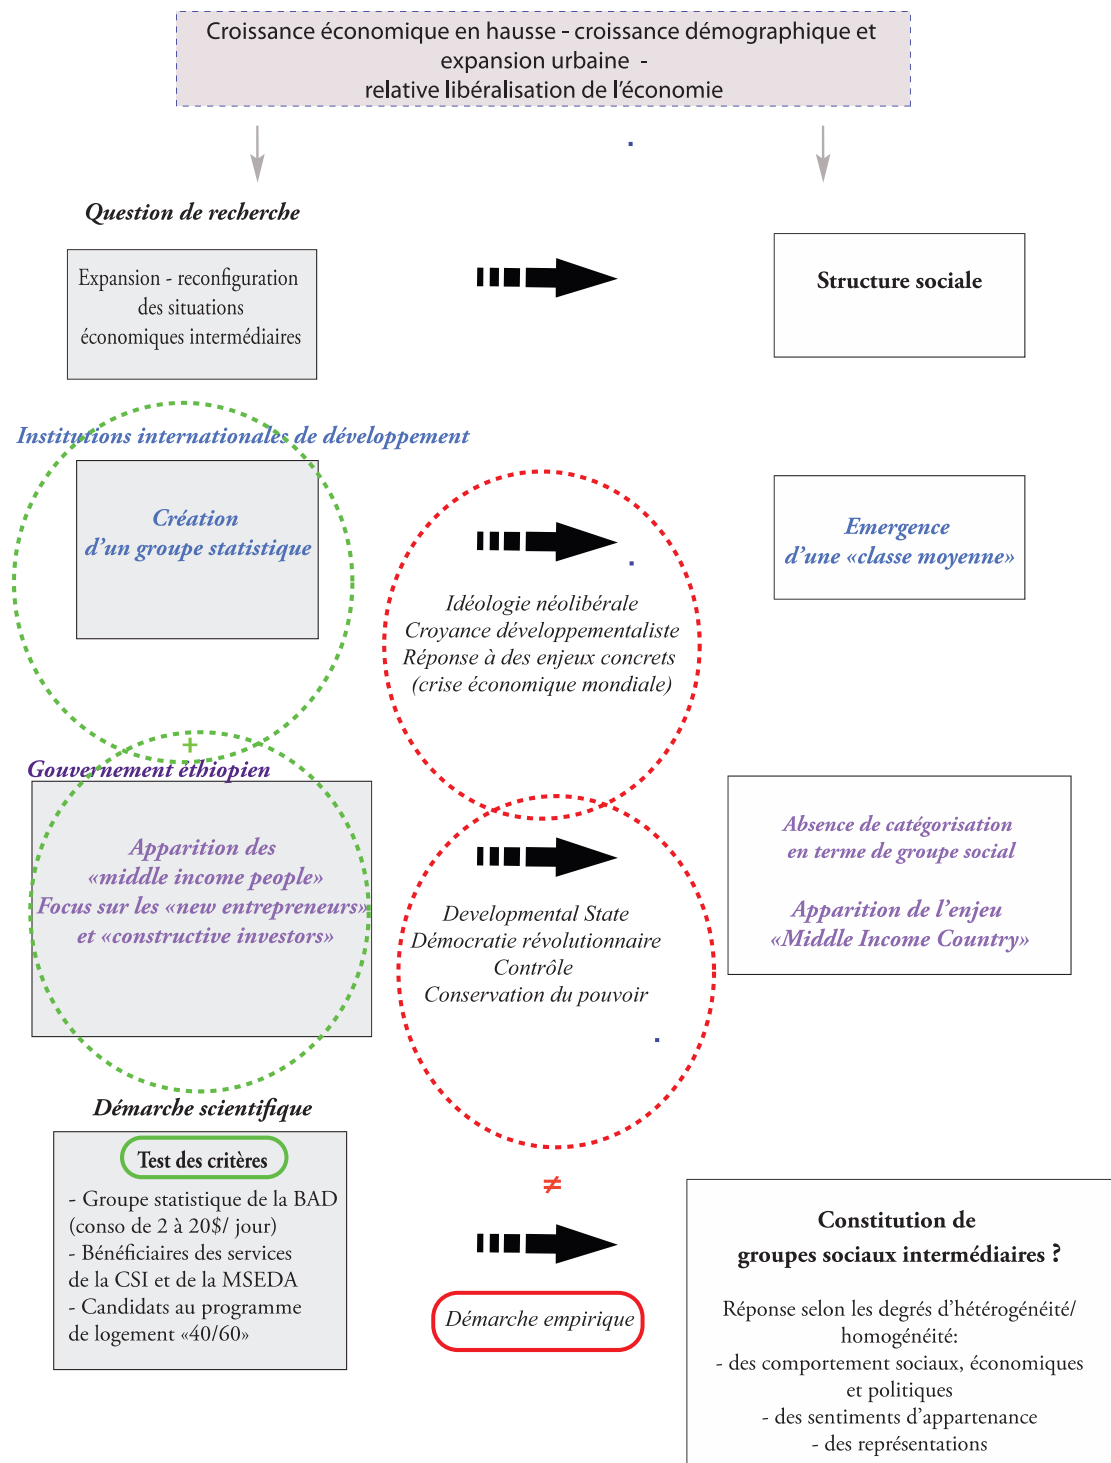 Croissance économique en hausse - croissance démographique et
expansion urbaine -
relative libéralisation de l'économie
Question de recherche
Expansion - reconfiguration
des situations
économiques intermédiaires
Structure sociale
Institutions internationales de développement
Création
d'un groupe statistique
Idéologie néolibérale
Croyance développementaliste
Réponse à des enjeux concrets
(crise économique mondiale)
Emergence
d'une «classe moyenne»
+
Gouvernement éthiopien
Apparition des
«middle income people»
Focus sur les «new entrepreneurs»
et «constructive investors»
Developmental State
Démocratie révolutionnaire
Contrôle
Conservation du pouvoir
Absence de catégorisation
en terme de groupe social
Apparition de l'enjeu
«Middle Income Country»
Démarche scientifique
Test des critères
- Groupe statistique de la BAD
(conso de 2 à 20$/ jour)
- Bénéficiaires des services
de la CSI et de la MSEDA
- Candidats au programme
de logement «40/60»
≠
Démarche empirique
Constitution de
groupes sociaux intermédiaires ?
Réponse selon les degrés d'hétérogénéité/
homogénéité:
- des comportement sociaux, économiques
et politiques
- des sentiments d'appartenance
- des représentations